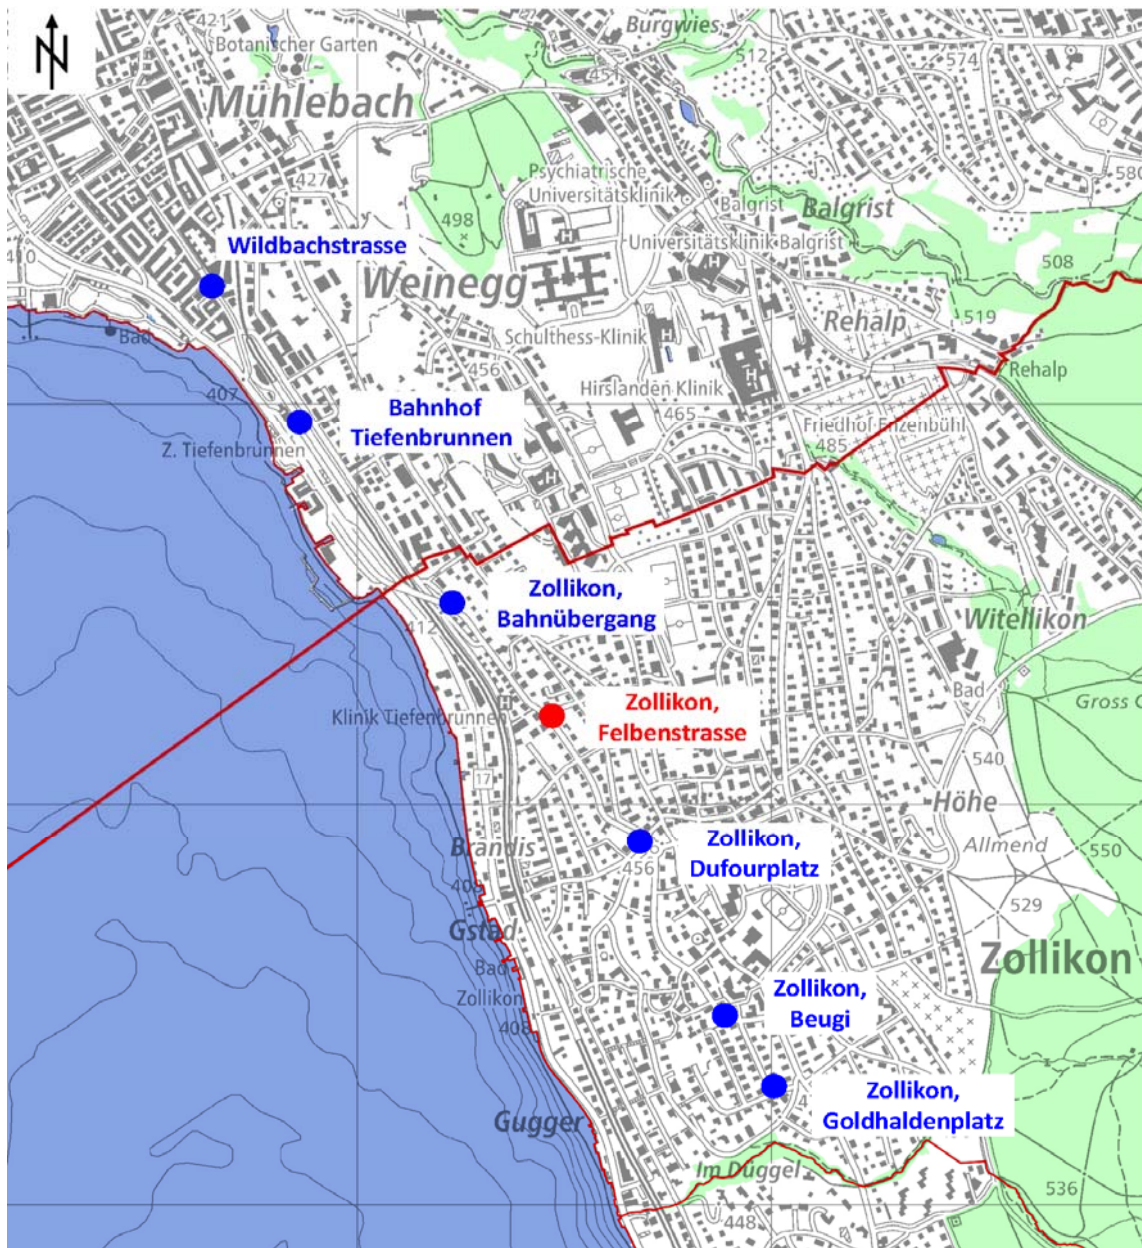 N
421
Botanischer Garten
Burgwies
512
574
451
Mühlebach
Psychiatrische
Universitätsklinik
580
427
498
Balgrist
Balgrist
Wildbachstrasse
H
Universitätsklinik Balgrist
H
508
Weinegg
Rehalp
519
Bad
Schulthess-Klinik
H
456
Rehalp
Hirslanden Klinik
H
407
Bahnhof
Tiefenbrunnen
465
Friedhof Enzenbühl
485
Z. Tiefenbrunnen
H
Zollikon,
Bahnübergang
412
Witellikon
Bad
Gross
Klinik Tiefenbrunnen
H
Zollikon,
Felbenstrasse
540
17
Höhe
Brandis
Zollikon,
Dufourplatz
456
Allmend
550
529
Gstad
Zollikon
Bad
Zollikon
408
Zollikon,
Beugi
Zollikon,
Goldhaldenplatz
Gugger
Im Düggel
536
448